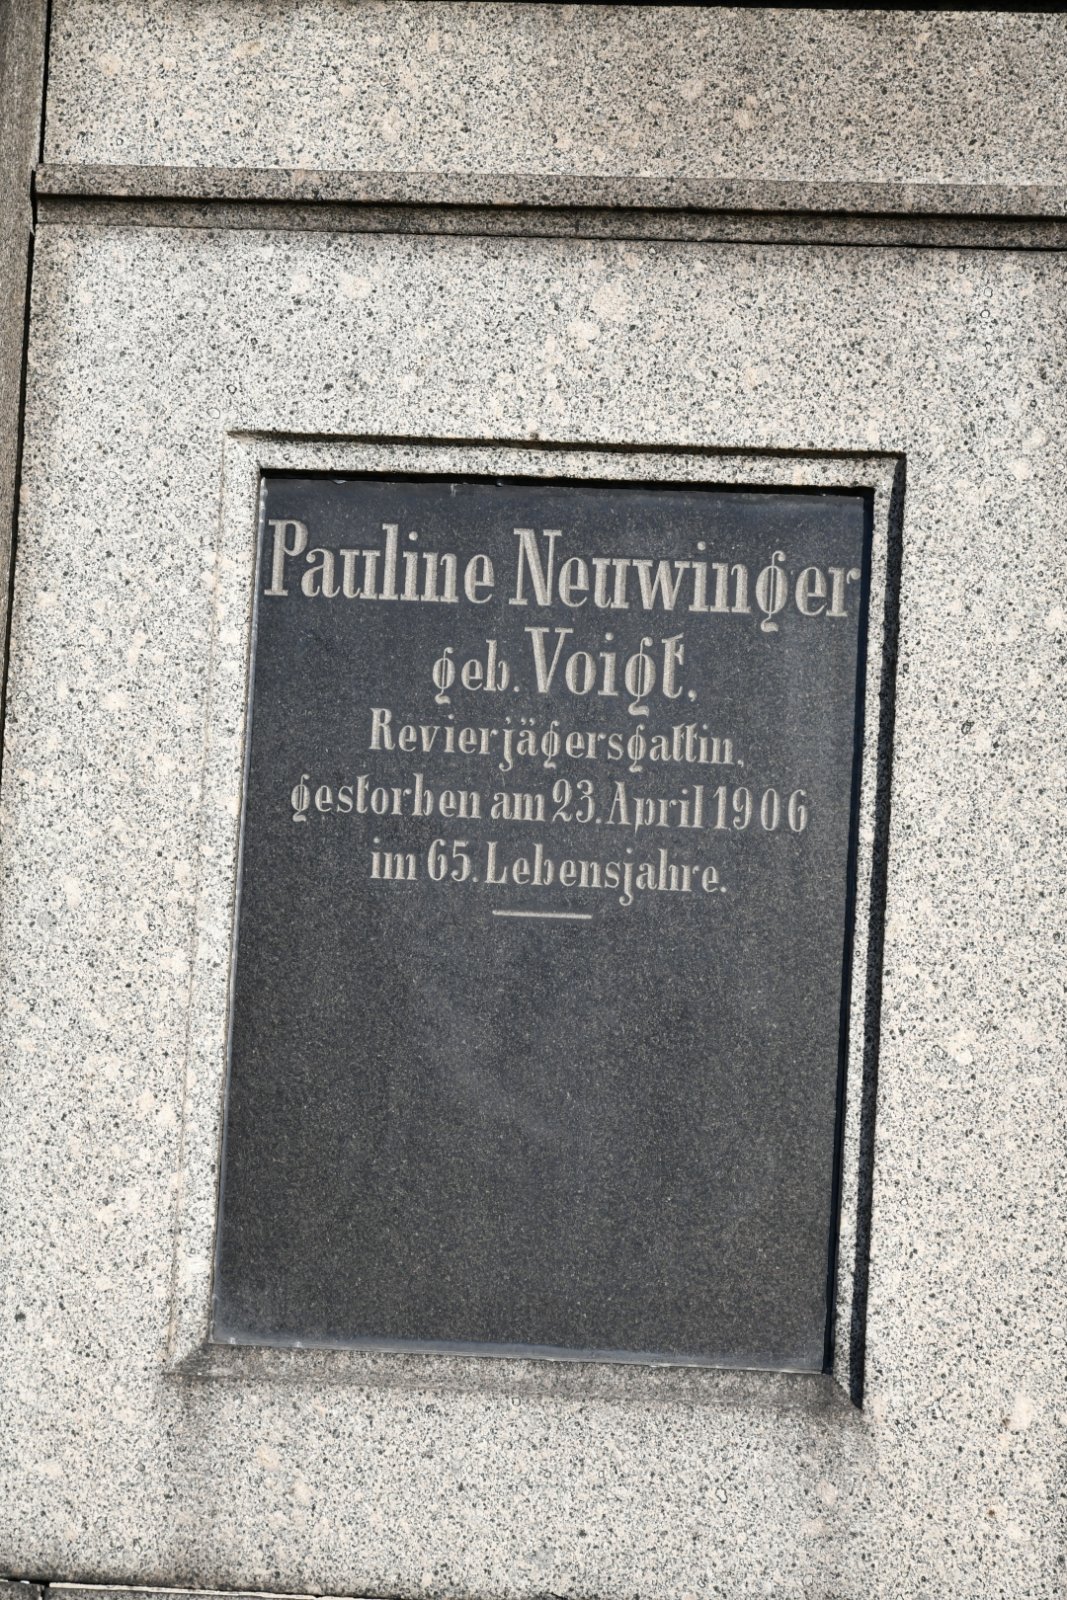 Pauline Neuwinger
geb. Voigt,
Revierjägersgattin,
gestorben am 23. April 1906
im 65. Lebensjahre.